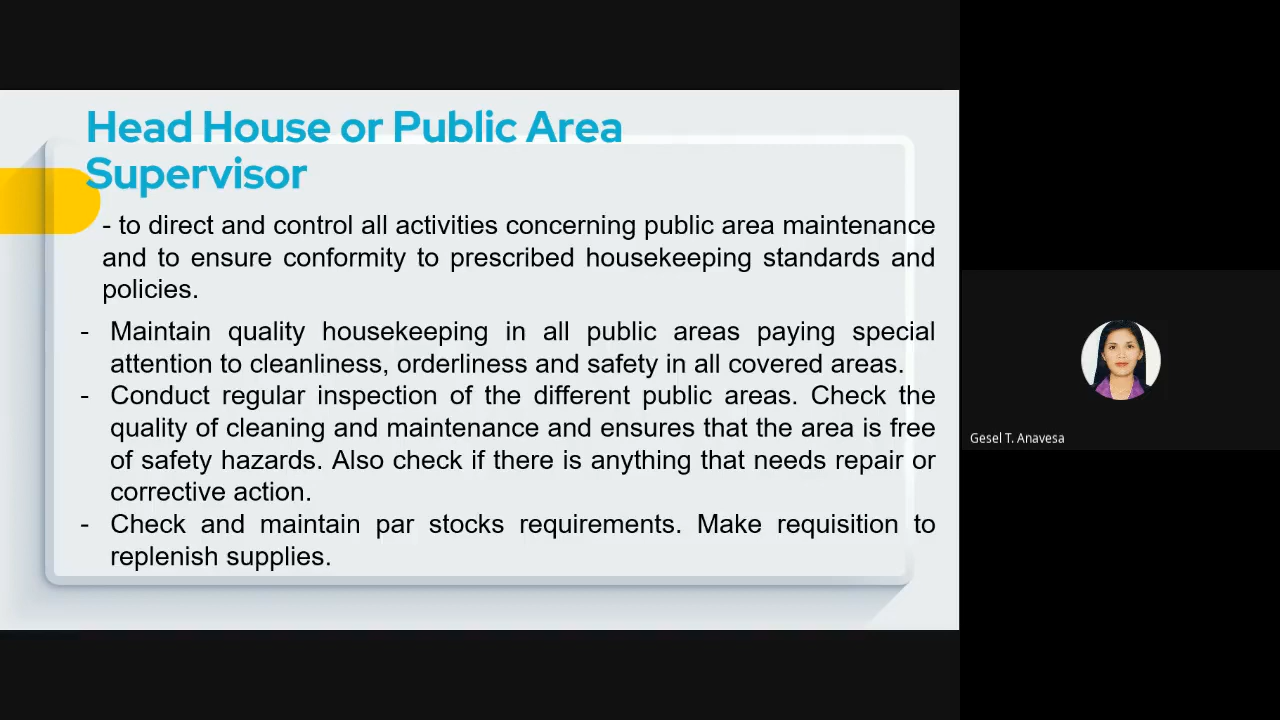 Head House or Public Area
Supervisor
- to direct and control all activities concerning public area maintenance
and to ensure conformity to prescribed housekeeping standards and
policies.
- Maintain quality housekeeping in all public areas paying special
attention to cleanliness, orderliness and safety in all covered areas.
- Conduct regular inspection of the different public areas. Check the
quality of cleaning and maintenance and ensures that the area is free
of safety hazards. Also check if there is anything that needs repair or
corrective action.
- Check and maintain par stocks requirements. Make requisition to
replenish supplies.
Gesel T. Anavesa